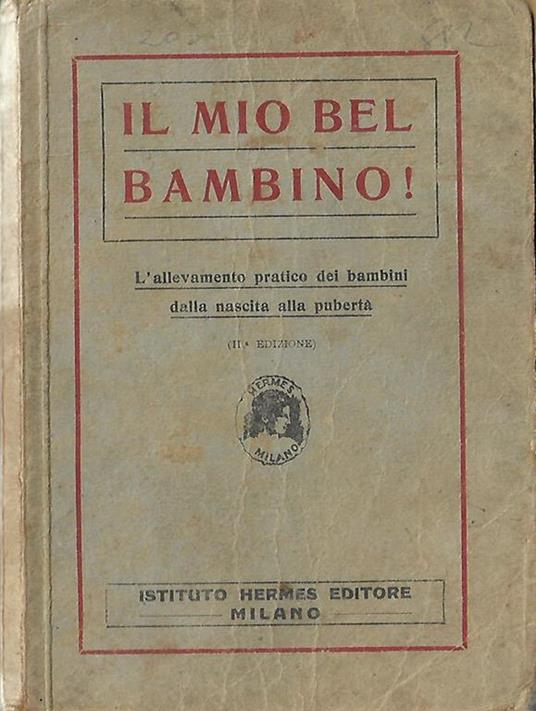 IL MIO BEL
BAMBINO!
L'allevamento pratico dei bambini
dalla nascita alla pubertà
(II.ª EDIZIONE)
HERMES
MILANO
ISTITUTO HERMES EDITORE
MILANO